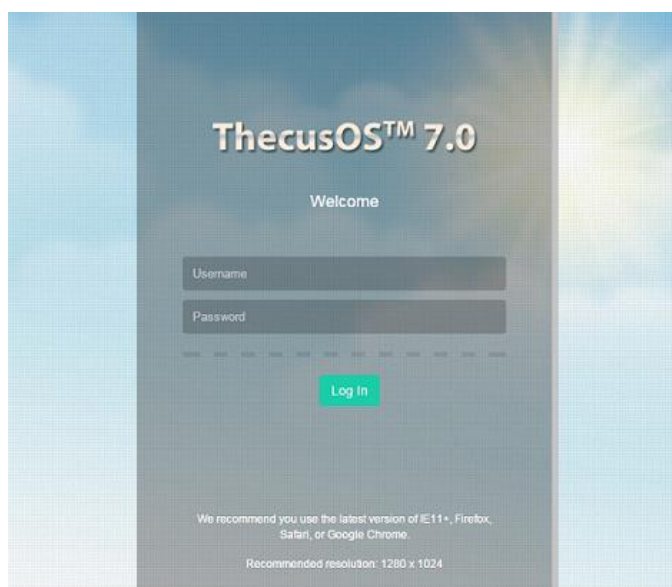 ThecusOS™ 7.0
Welcome
Username
Password
Log In
We recommend you use the latest version of IE11+, Firefox,
Safari, or Google Chrome.
Recommended resolution: 1280 x 1024